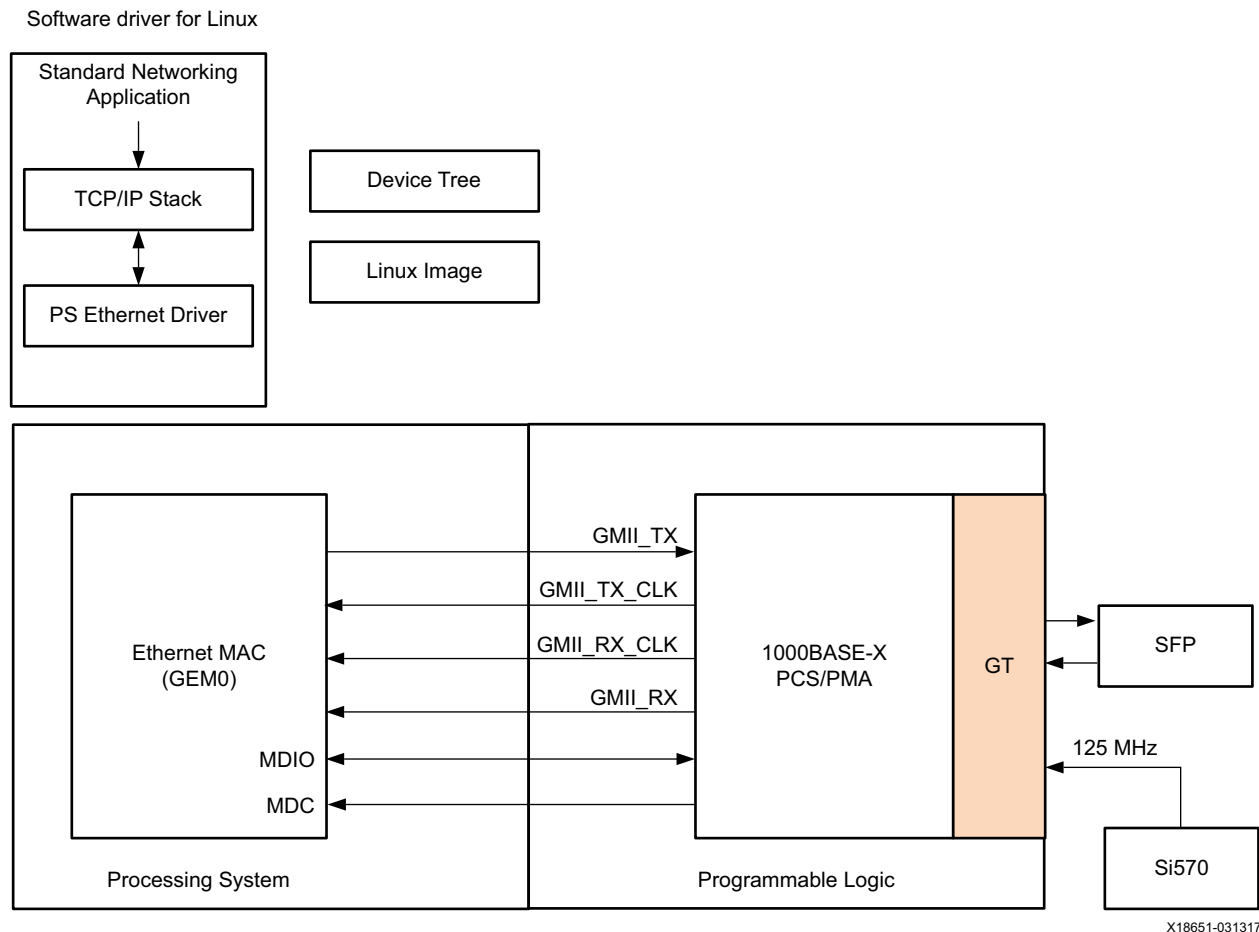 Software driver for Linux
Standard Networking
Application
TCP/IP Stack
PS Ethernet Driver
Device Tree
Linux Image
GMII_TX
GMII_TX_CLK
GMII_RX_CLK
GMII_RX
MDIO
MDC
Ethernet MAC
(GEM0)
1000BASE-X
PCS/PMA
GT
SFP
125 MHz
Si570
Processing System
Programmable Logic
X18651-031317